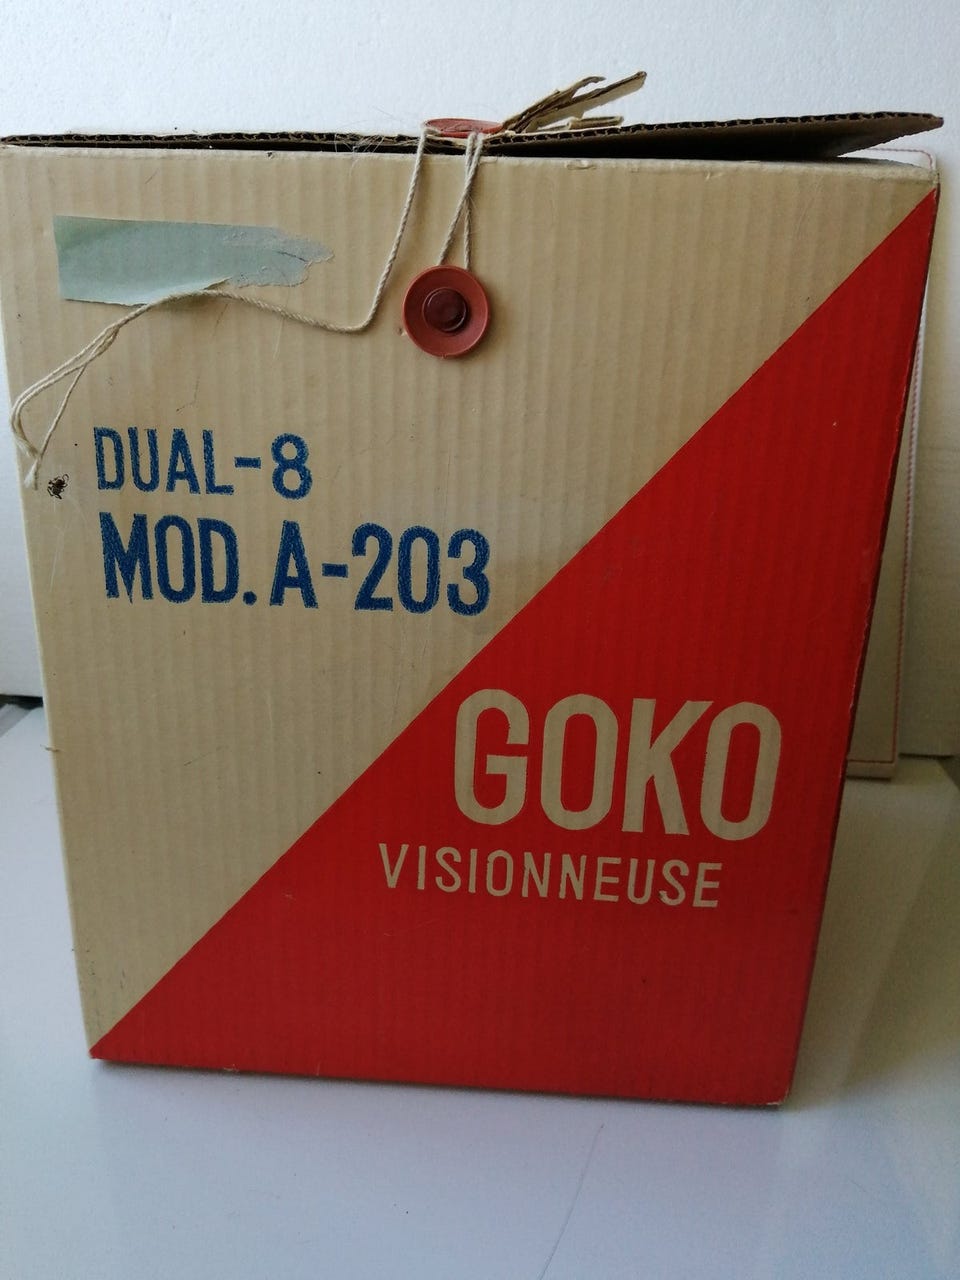 DUAL-8
MOD. A-203
GOKO
VISIONNEUSE